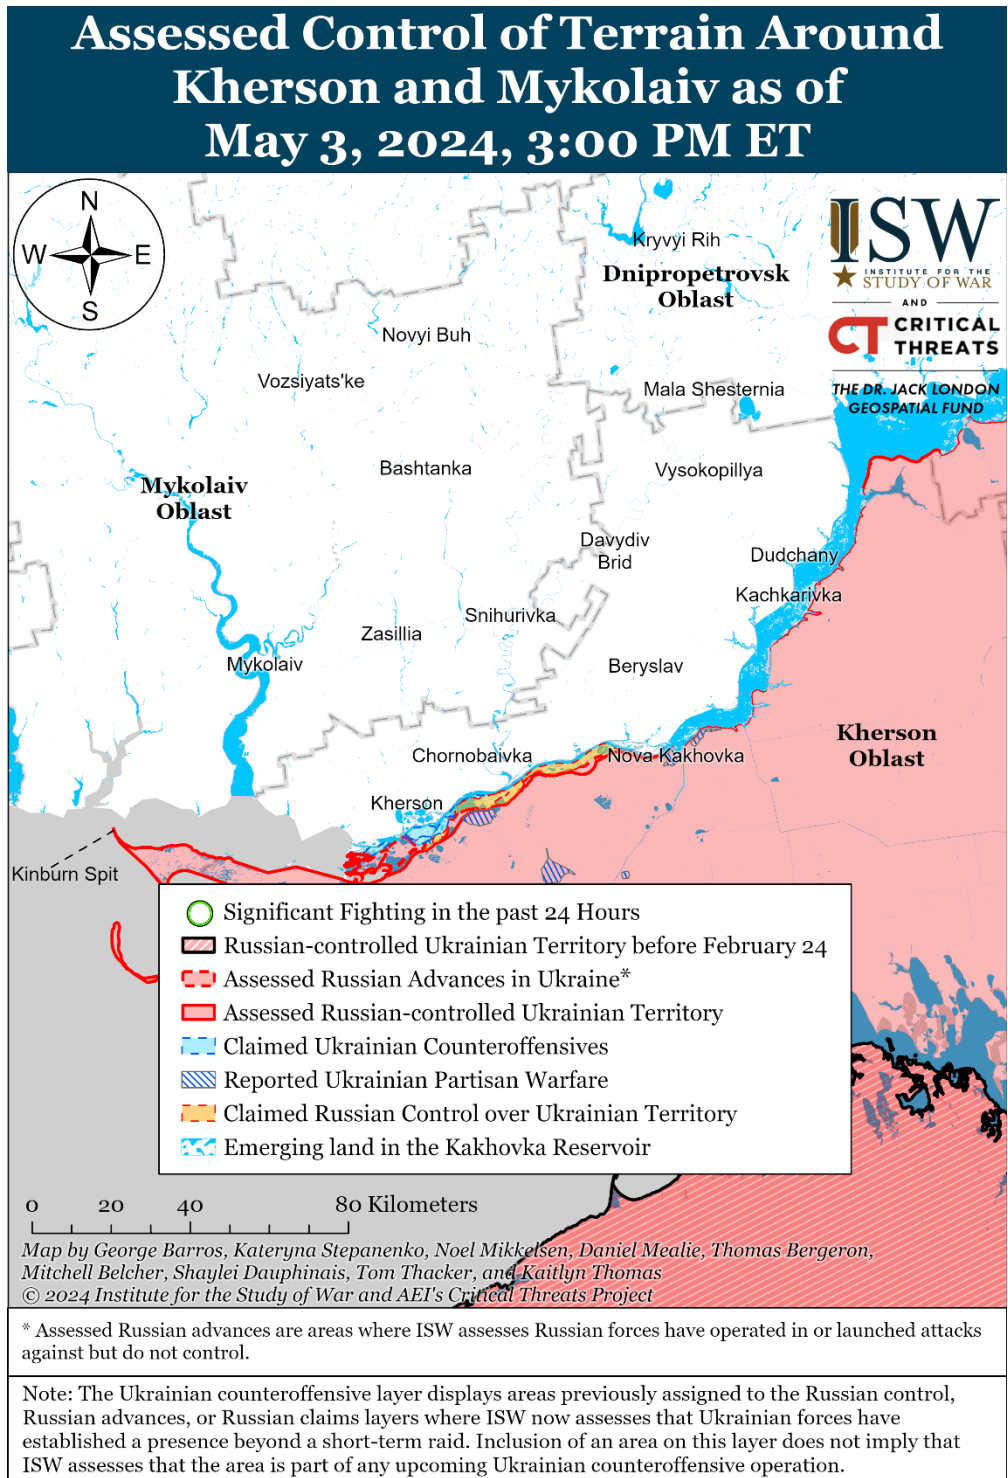 Assessed Control of Terrain Around
Kherson and Mykolaiv as of
May 3, 2024, 3:00 PM ET
N
W E
S
ISW
INSTITUTE FOR THE
STUDY OF WAR
AND
CT CRITICAL
THREATS
THE DR. JACK LONDON
GEOSPATIAL FUND
Kryvyi Rih
Dnipropetrovsk
Oblast
Novyi Buh
Vozsiyats'ke
Mala Shesternia
Bashtanka
Vysokopillya
Mykolaiv
Oblast
Davydiv
Brid
Dudchany
Kachkarivka
Snihurivka
Zasillia
Mykolaiv
Beryslav
Kherson
Oblast
Chornobaivka
Nova Kakhovka
Kherson
Kinburn Spit
Significant Fighting in the past 24 Hours
Russian-controlled Ukrainian Territory before February 24
Assessed Russian Advances in Ukraine*
Assessed Russian-controlled Ukrainian Territory
Claimed Ukrainian Counteroffensives
Reported Ukrainian Partisan Warfare
Claimed Russian Control over Ukrainian Territory
Emerging land in the Kakhovka Reservoir
0 20 40 80 Kilometers
Map by George Barros, Kateryna Stepanenko, Noel Mikkelsen, Daniel Mealie, Thomas Bergeron,
Mitchell Belcher, Shaylei Dauphinais, Tom Thacker, and Kaitlyn Thomas
© 2024 Institute for the Study of War and AEI's Critical Threats Project
* Assessed Russian advances are areas where ISW assesses Russian forces have operated in or launched attacks
against but do not control.
Note: The Ukrainian counteroffensive layer displays areas previously assigned to the Russian control,
Russian advances, or Russian claims layers where ISW now assesses that Ukrainian forces have
established a presence beyond a short-term raid. Inclusion of an area on this layer does not imply that
ISW assesses that the area is part of any upcoming Ukrainian counteroffensive operation.